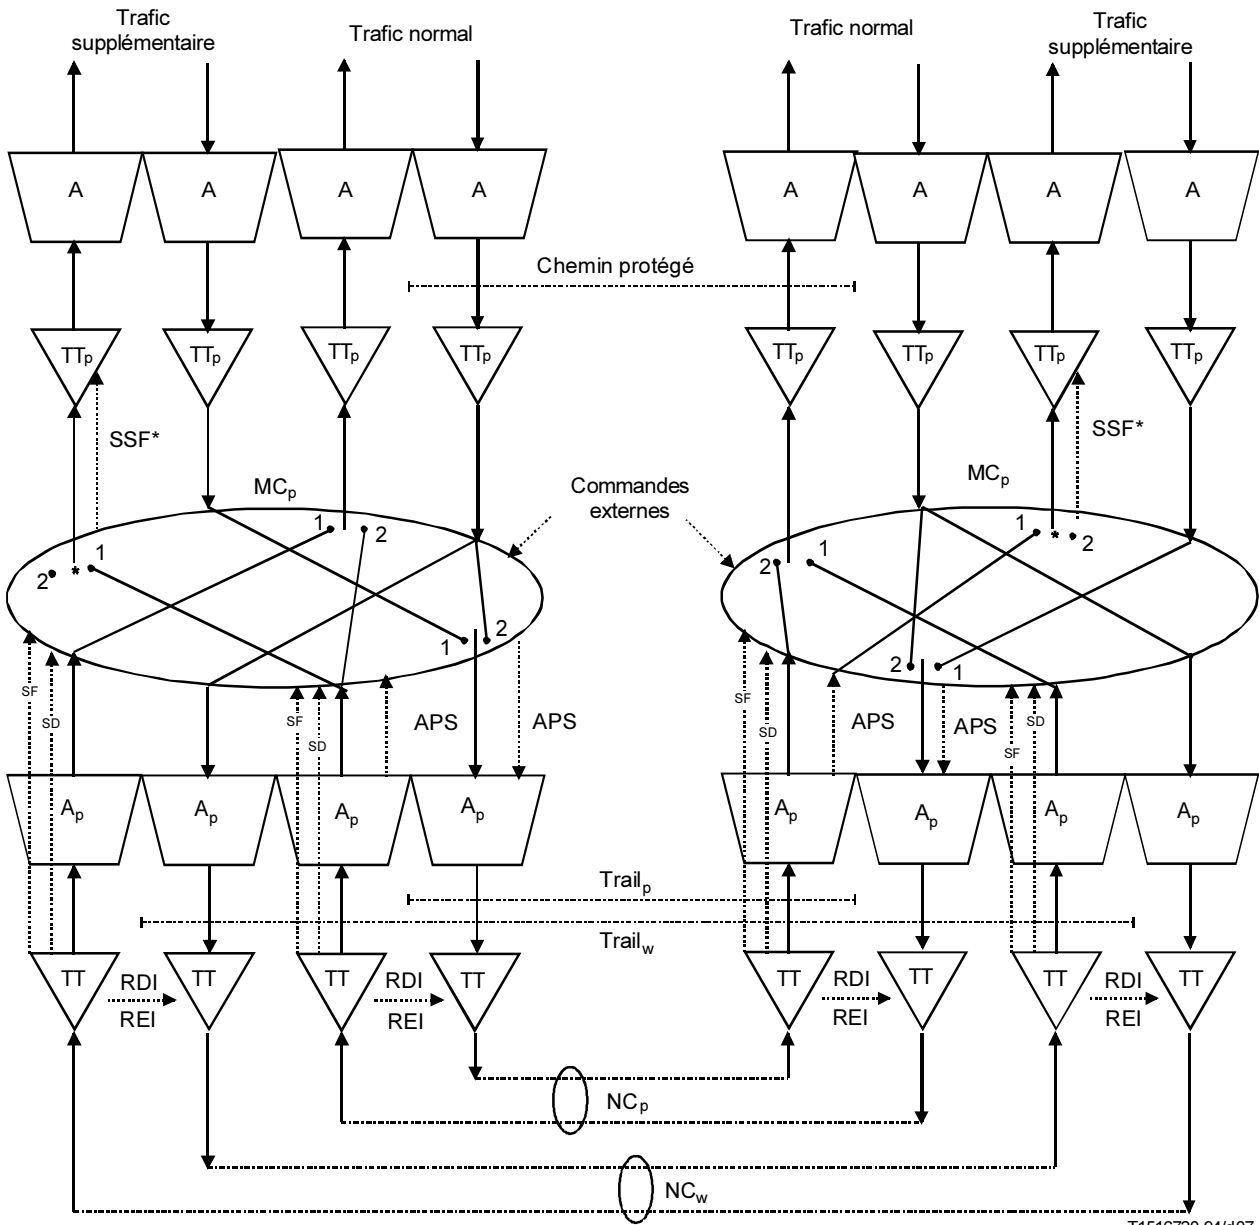 Trafic
supplémentaire
Trafic normal
Trafic normal
Trafic
supplémentaire
A
A
A
A
A
A
A
A
Chemin protégé
TTp
TTp
TTp
TTp
TTp
TTp
TTp
TTp
SSF*
SSF*
MCp
Commandes
externes
MCp
1
2
1
2
*
1
2
1
2
1
*
2
2
1
2
1
SF
SD
SF
SD
APS
APS
SF
SD
APS
APS
SF
SD
Ap
Ap
Ap
Ap
Ap
Ap
Ap
Ap
Trailp
Trailw
TT
RDI
REI
TT
TT
RDI
REI
TT
TT
RDI
REI
TT
TT
RDI
REI
TT
NCp
NCw